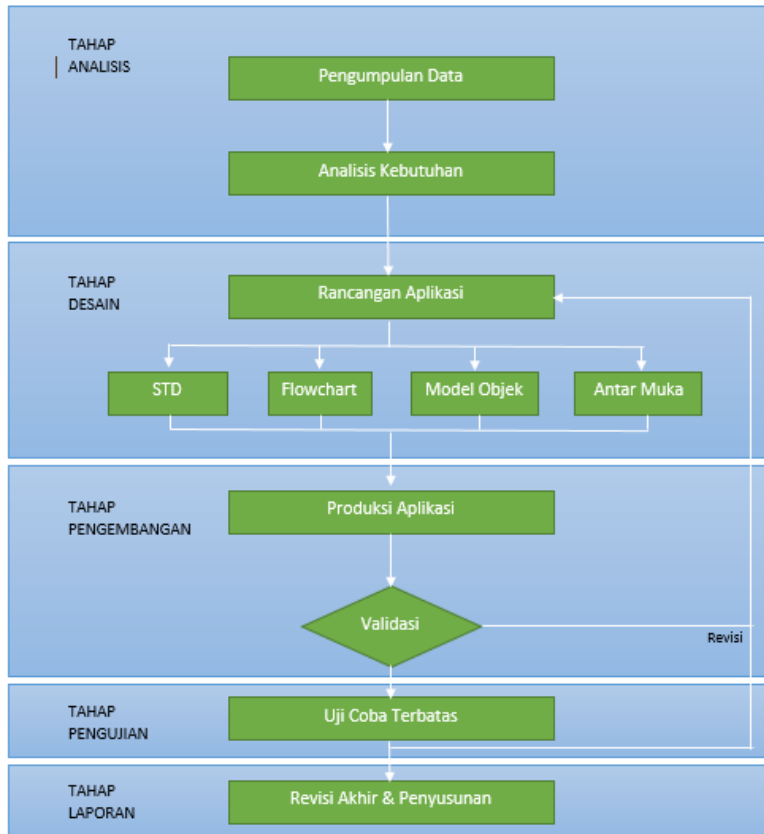 TAHAP
ANALISIS
Pengumpulan Data
Analisis Kebutuhan
TAHAP
DESAIN
Rancangan Aplikasi
STD
Flowchart
Model Objek
Antar Muka
TAHAP
PENGEMBANGAN
Produksi Aplikasi
Validasi
Revisi
TAHAP
PENGUJIAN
Uji Coba Terbatas
TAHAP
LAPORAN
Revisi Akhir & Penyusunan